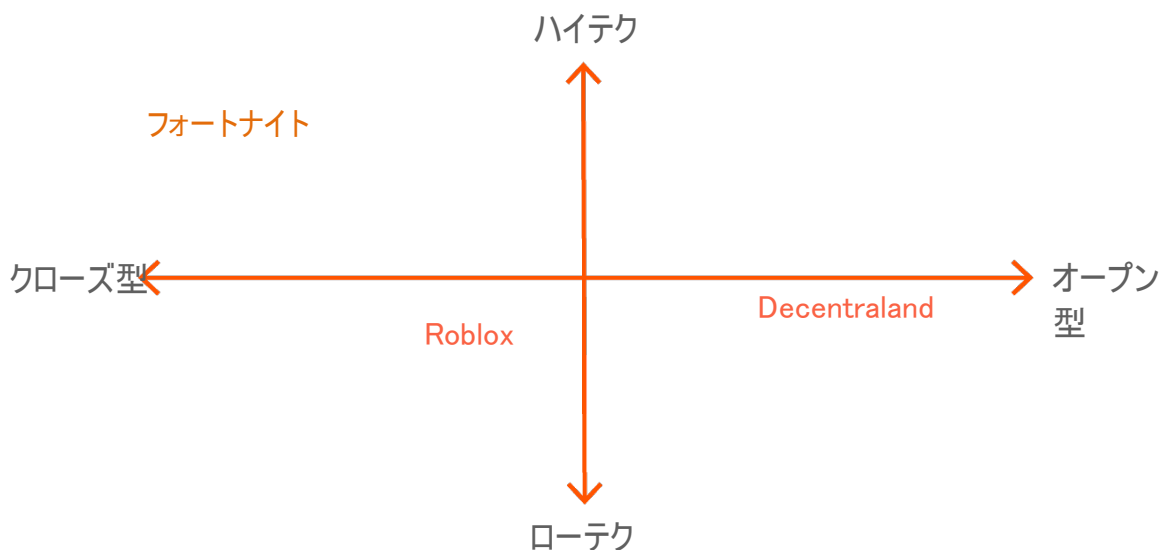 ハイテク
フォートナイト
クローズ型
オープン
型
Decentraland
Roblox
ローテク